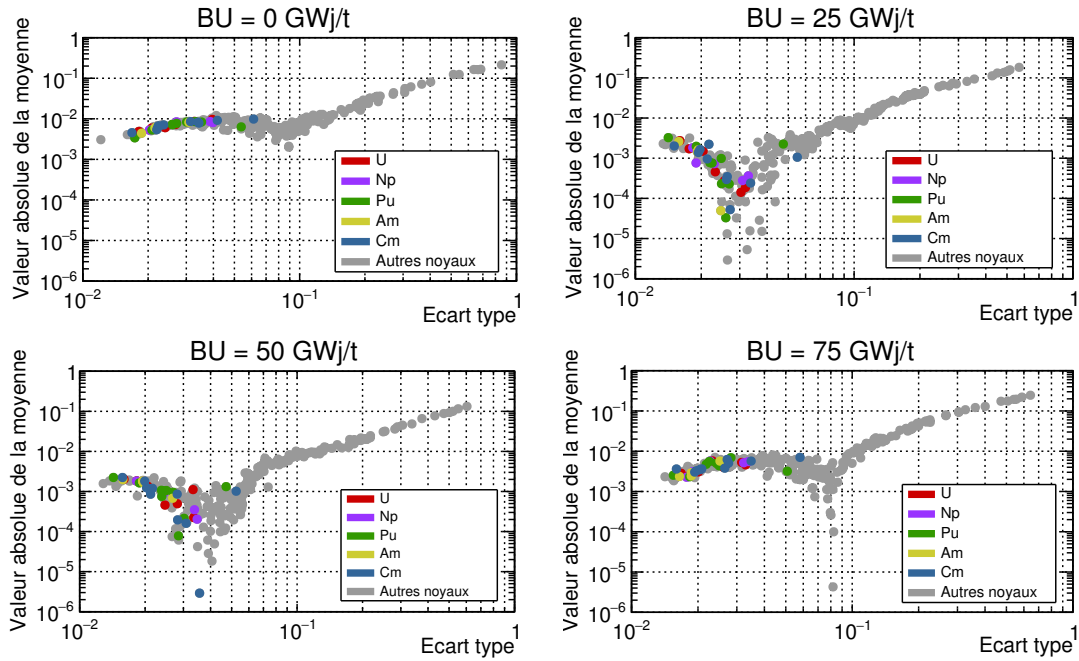 BU = 0 GWj/t
Valeur absolue de la moyenne
1
10⁻¹
10⁻²
10⁻³
10⁻⁴
10⁻⁵
10⁻⁶
U
Np
Pu
Am
Cm
Autres noyaux
10⁻²
10⁻¹
1
Ecart type
BU = 25 GWj/t
Valeur absolue de la moyenne
1
10⁻¹
10⁻²
10⁻³
10⁻⁴
10⁻⁵
10⁻⁶
U
Np
Pu
Am
Cm
Autres noyaux
10⁻²
10⁻¹
1
Ecart type
BU = 50 GWj/t
Valeur absolue de la moyenne
1
10⁻¹
10⁻²
10⁻³
10⁻⁴
10⁻⁵
10⁻⁶
U
Np
Pu
Am
Cm
Autres noyaux
10⁻²
10⁻¹
1
Ecart type
BU = 75 GWj/t
Valeur absolue de la moyenne
1
10⁻¹
10⁻²
10⁻³
10⁻⁴
10⁻⁵
10⁻⁶
U
Np
Pu
Am
Cm
Autres noyaux
10⁻²
10⁻¹
1
Ecart type